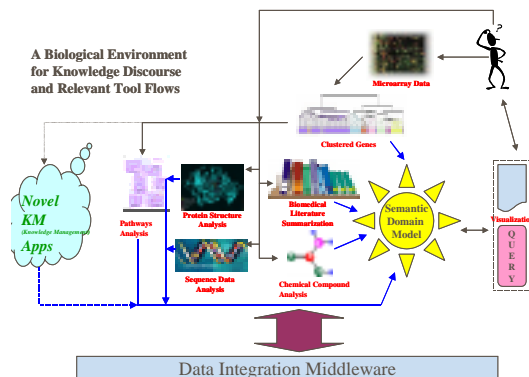 A Biological Environment
for Knowledge Discourse
and Relevant Tool Flows
?
Microarray Data
Clustered Genes
Novel
KM
(Knowledge Management)
Apps
Pathways
Analysis
Protein Structure
Analysis
Biomedical
Literature
Summarization
Semantic
Domain
Model
Visualization
Q
U
E
R
Y
Sequence Data
Analysis
Chemical Compound
Analysis
Data Integration Middleware